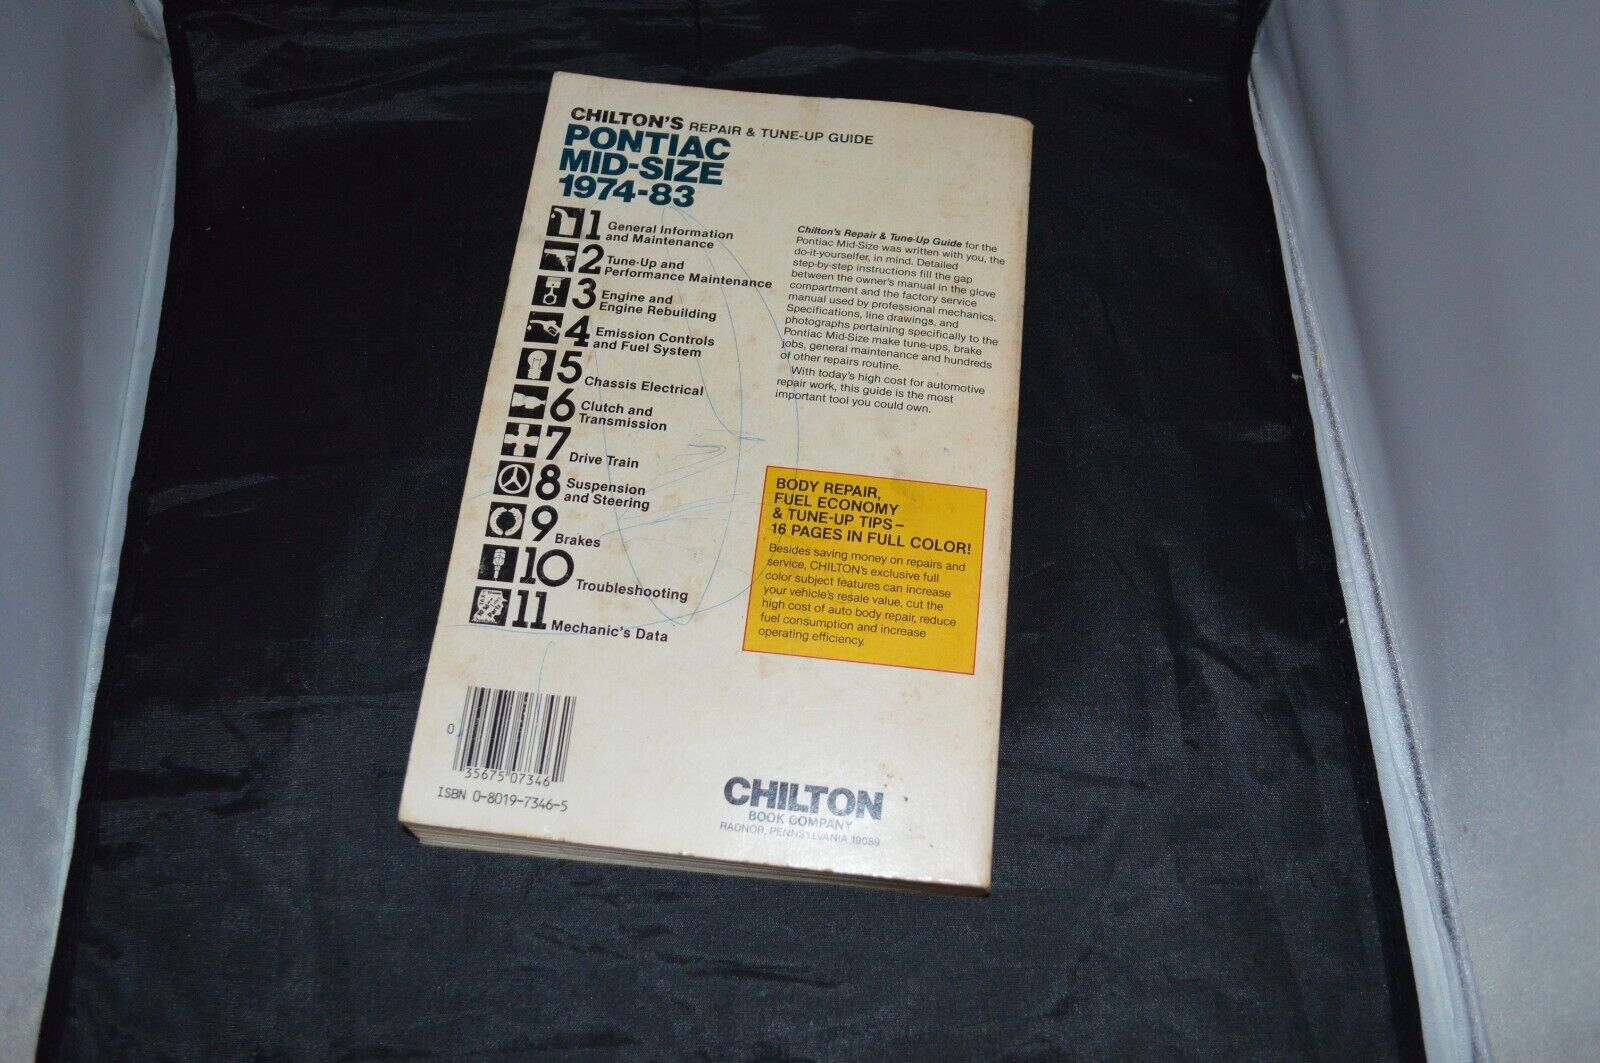 CHILTON'S REPAIR & TUNE-UP GUIDE
PONTIAC
MID-SIZE
1974-83
1 General Information
and Maintenance
2 Tune-Up and
Performance Maintenance
3 Engine and
Engine Rebuilding
4 Emission Controls
and Fuel System
5 Chassis Electrical
6 Clutch and
Transmission
7 Drive Train
8 Suspension
and Steering
9 Brakes
10 Troubleshooting
11 Mechanic's Data
Chilton's Repair & Tune-Up Guide for the
Pontiac Mid-Size was written with you, the
do-it-yourselfer, in mind. Detailed
step-by-step instructions fill the gap
between the owner's manual in the glove
compartment and the factory service
manual used by professional mechanics.
Specifications, line drawings, and
photographs pertaining specifically to the
Pontiac Mid-Size make tune-ups, brake
jobs, general maintenance and hundreds
of other repairs routine.
With today's high cost for automotive
repair work, this guide is the most
important tool you could own.
BODY REPAIR,
FUEL ECONOMY
& TUNE-UP TIPS–
16 PAGES IN FULL COLOR!
Besides saving money on repairs and
service, CHILTON's exclusive full
color subject features can increase
your vehicle's resale value, cut the
high cost of auto body repair, reduce
fuel consumption and increase
operating efficiency.
0 35675 07346
ISBN 0-8019-7346-5
CHILTON
BOOK COMPANY
RADNOR, PENNSYLVANIA 19089